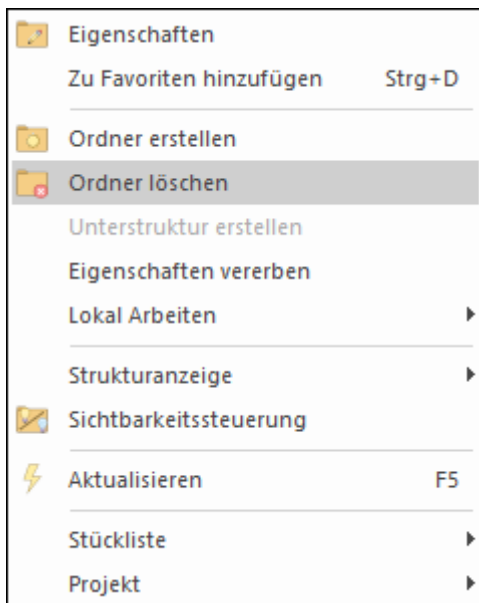 Eigenschaften
Zu Favoriten hinzufügen Strg+D
Ordner erstellen
Ordner löschen
Unterstruktur erstellen
Eigenschaften vererben
Lokal Arbeiten
Strukturanzeige
Sichtbarkeitssteuerung
Aktualisieren F5
Stückliste
Projekt